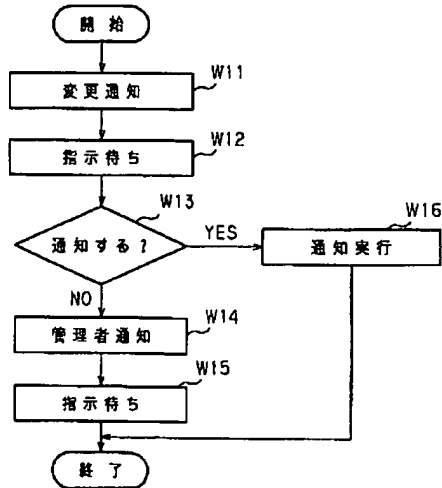 開始
W11
変更通知
W12
指示待ち
W13
通知する?
YES
W16
通知実行
NO
W14
管理者通知
W15
指示待ち
終了